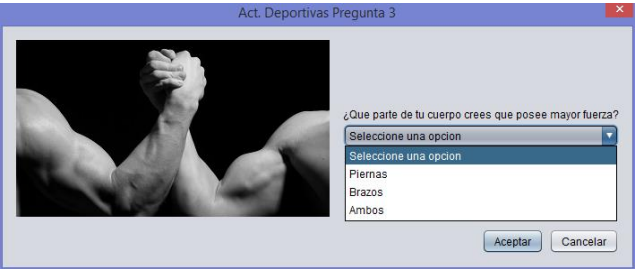 Act. Deportivas Pregunta 3
¿Que parte de tu cuerpo crees que posee mayor fuerza?
Seleccione una opcion
Seleccione una opcion
Piernas
Brazos
Ambos
Aceptar Cancelar